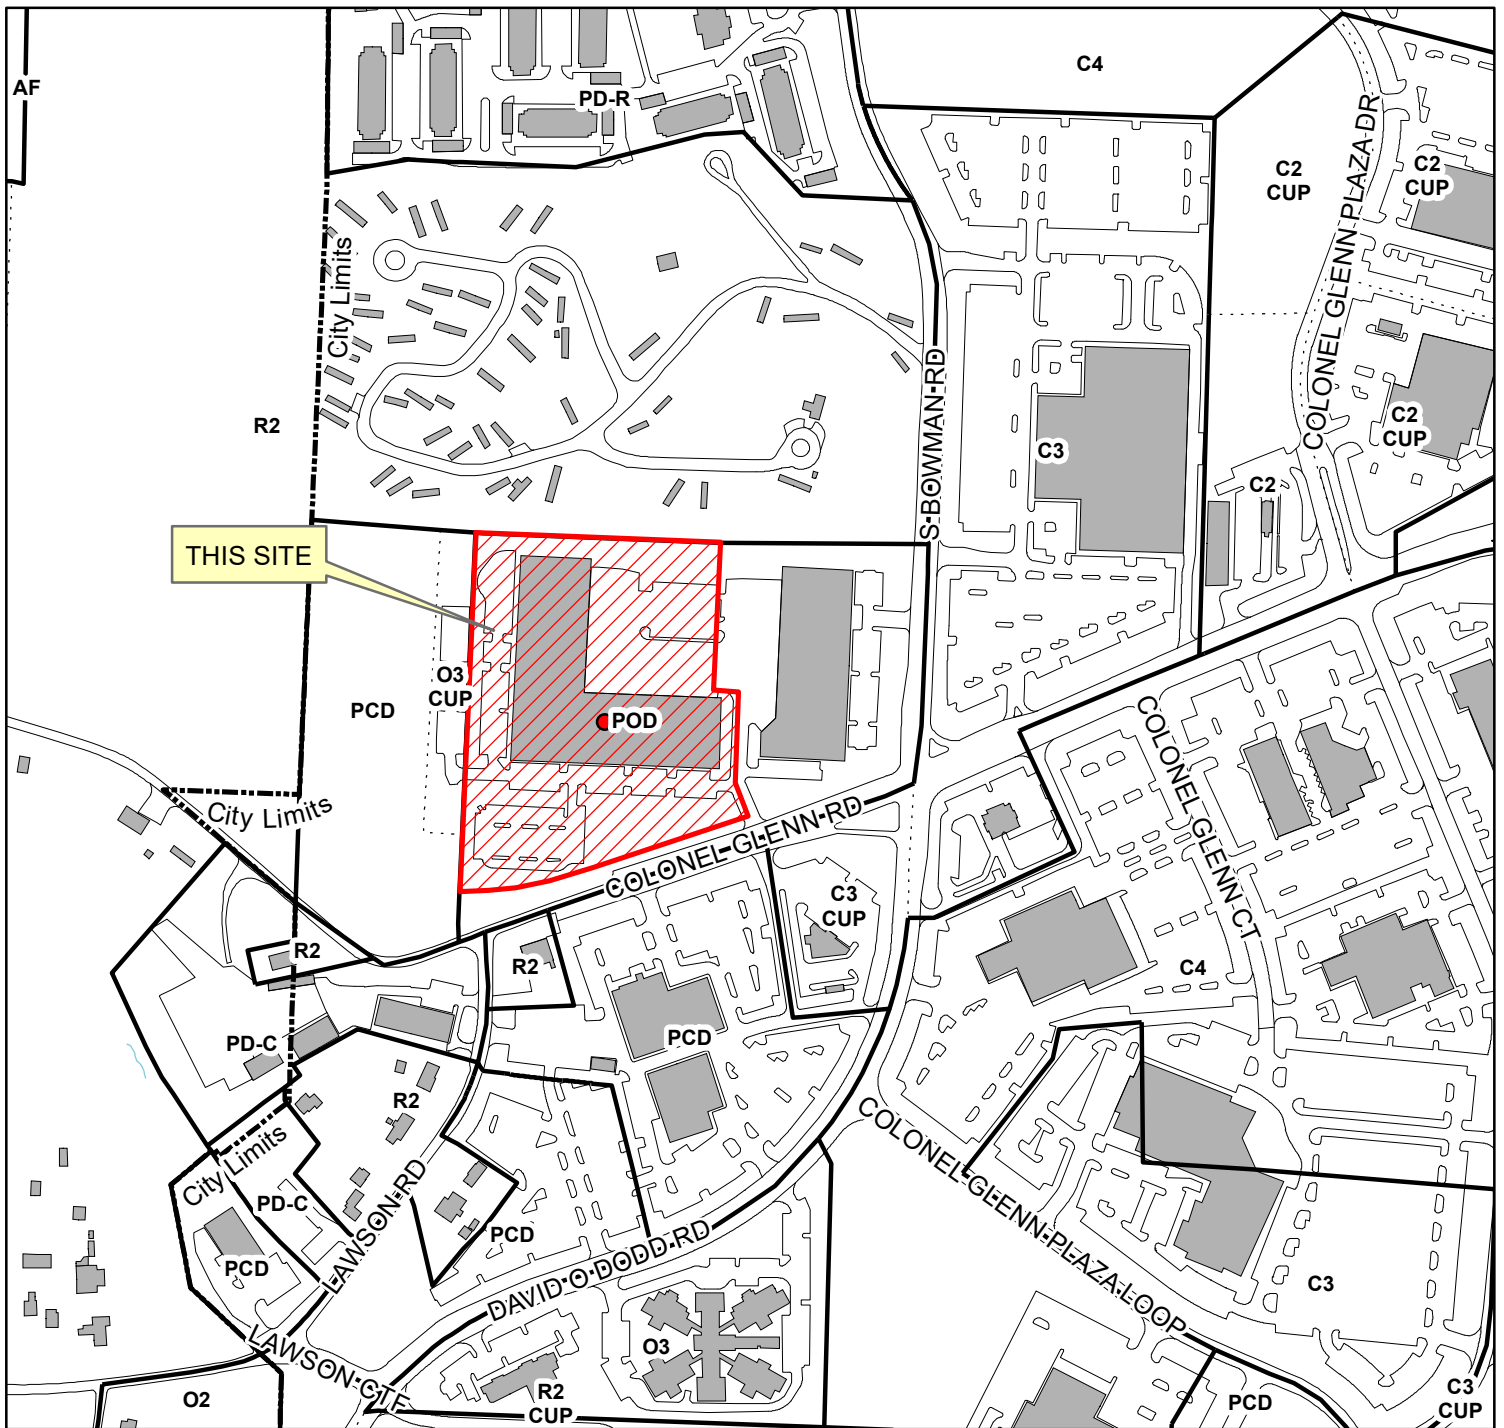 AF
PD-R
C4
C2
CUP
C2
CUP
COLONEL GLENN PLAZA DR
City Limits
R2
S BOWMAN RD
C3
C2
CUP
C2
THIS SITE
O3
CUP
PCD
POD
COLONEL GLENN RD
COLONEL GLENN CT
City Limits
C3
CUP
R2
R2
C4
PD-C
PCD
R2
COLONEL GLENN PLAZA LOOP
City Limits
PD-C
LAWSON RD
PCD
PCD
DAVID O DODD RD
C3
LAWSON CTF
O3
O2
R2
CUP
PCD
C3
CUP